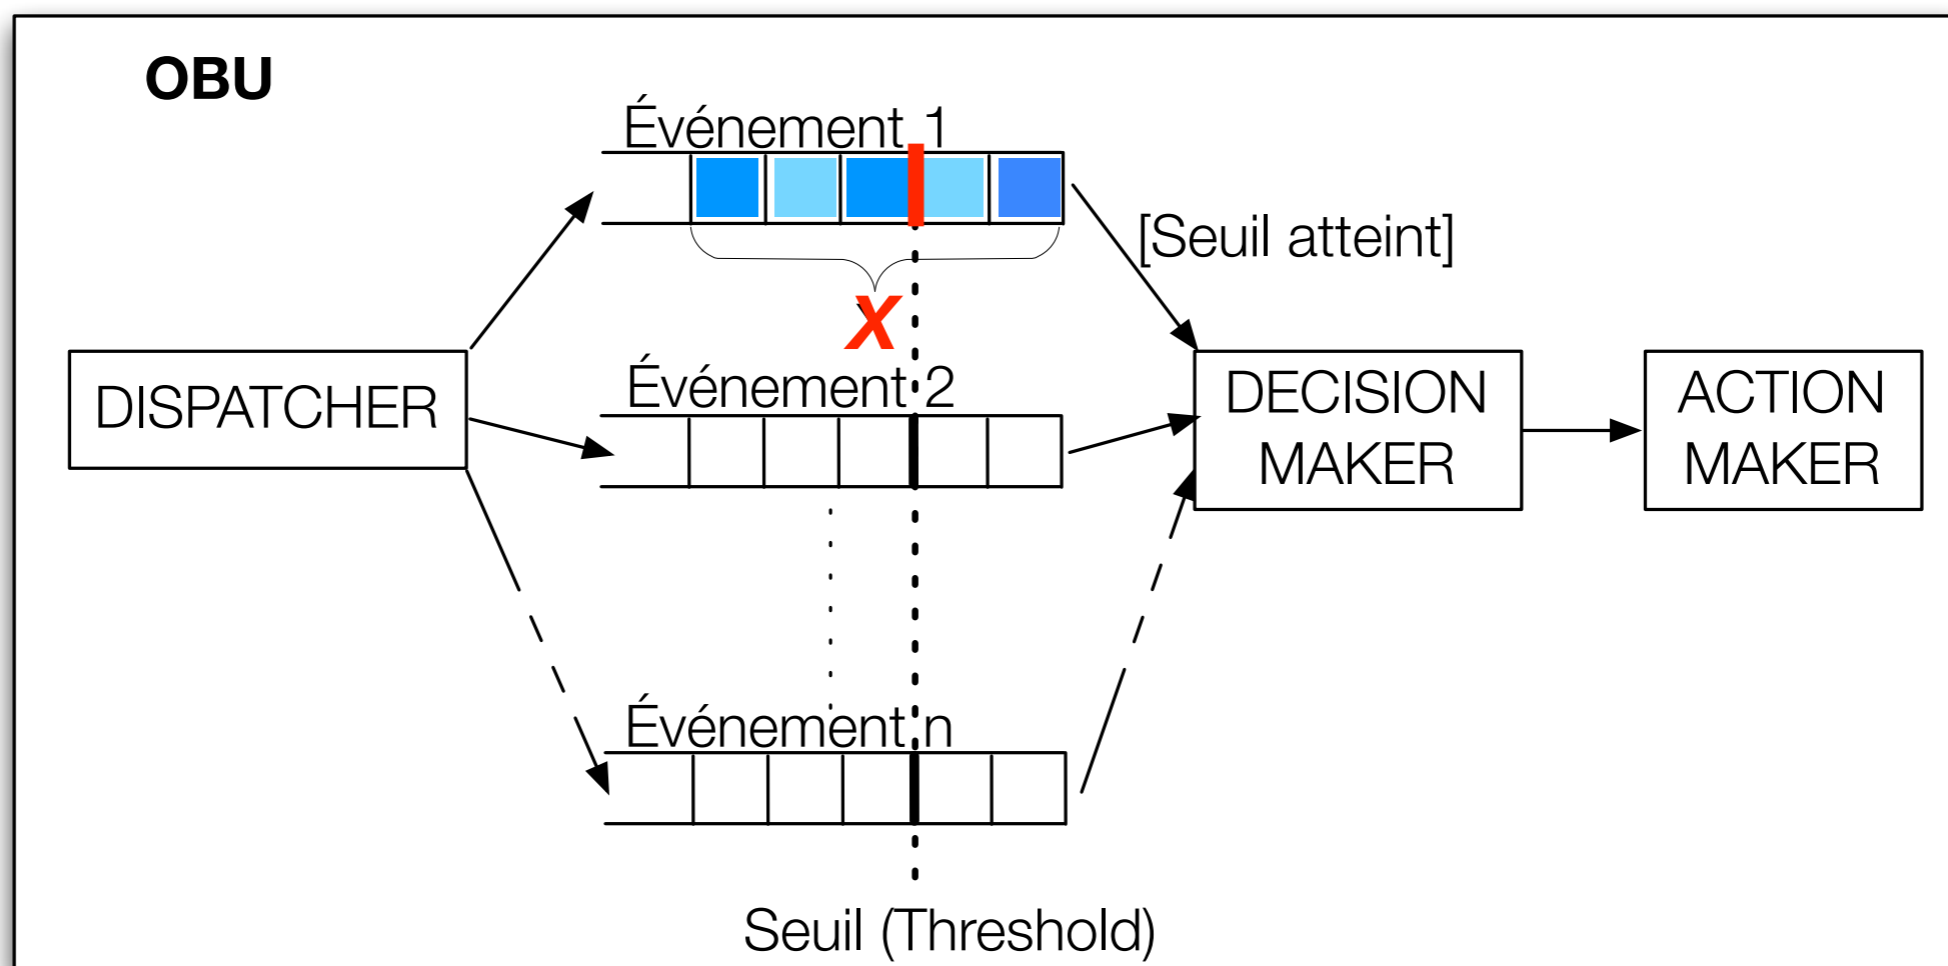 OBU
Événement 1
[Seuil atteint]
X
Événement 2
DISPATCHER
DECISION
MAKER
ACTION
MAKER
Événement n
Seuil (Threshold)